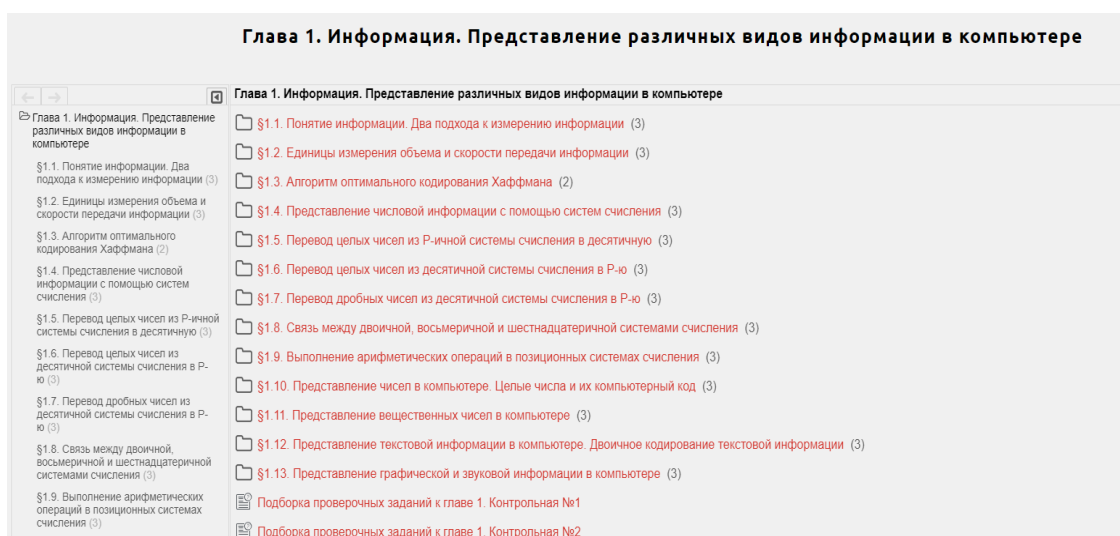 Глава 1. Информация. Представление различных видов информации в компьютере
Глава 1. Информация. Представление
различных видов информации в
компьютере
§1.1. Понятие информации. Два
подхода к измерению информации (3)
§1.2. Единицы измерения объема и
скорости передачи информации (3)
§1.3. Алгоритм оптимального
кодирования Хаффмана (2)
§1.4. Представление числовой
информации с помощью систем
счисления (3)
§1.5. Перевод целых чисел из Р-ичной
системы счисления в десятичную (3)
§1.6. Перевод целых чисел из
десятичной системы счисления в Р-
ю (3)
§1.7. Перевод дробных чисел из
десятичной системы счисления в Р-
ю (3)
§1.8. Связь между двоичной,
восьмеричной и шестнадцатеричной
системами счисления (3)
§1.9. Выполнение арифметических
операций в позиционных системах
счисления (3)
Глава 1. Информация. Представление различных видов информации в компьютере
§1.1. Понятие информации. Два подхода к измерению информации (3)
§1.2. Единицы измерения объема и скорости передачи информации (3)
§1.3. Алгоритм оптимального кодирования Хаффмана (2)
§1.4. Представление числовой информации с помощью систем счисления (3)
§1.5. Перевод целых чисел из Р-ичной системы счисления в десятичную (3)
§1.6. Перевод целых чисел из десятичной системы счисления в Р-ю (3)
§1.7. Перевод дробных чисел из десятичной системы счисления в Р-ю (3)
§1.8. Связь между двоичной, восьмеричной и шестнадцатеричной системами счисления (3)
§1.9. Выполнение арифметических операций в позиционных системах счисления (3)
§1.10. Представление чисел в компьютере. Целые числа и их компьютерный код (3)
§1.11. Представление вещественных чисел в компьютере (3)
§1.12. Представление текстовой информации в компьютере. Двоичное кодирование текстовой информации (3)
§1.13. Представление графической и звуковой информации в компьютере (3)
Подборка проверочных заданий к главе 1. Контрольная №1
Подборка проверочных заданий к главе 1. Контрольная №2